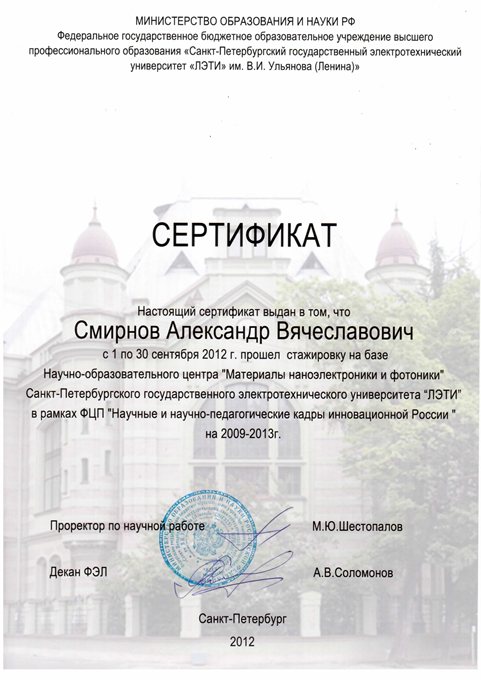 МИНИСТЕРСТВО ОБРАЗОВАНИЯ И НАУКИ РФ
Федеральное государственное бюджетное образовательное учреждение высшего
профессионального образования «Санкт-Петербургский государственный электротехнический
университет «ЛЭТИ» им. В.И. Ульянова (Ленина)»
СЕРТИФИКАТ
Настоящий сертификат выдан в том, что
Смирнов Александр Вячеславович
с 1 по 30 сентября 2012 г. прошел стажировку на базе
Научно-образовательного центра "Материалы наноэлектроники и фотоники"
Санкт-Петербургского государственного электротехнического университета “ЛЭТИ”
в рамках ФЦП "Научные и научно-педагогические кадры инновационной России "
на 2009-2013г.
Проректор по научной работе М.Ю.Шестопалов
Декан ФЭЛ А.В.Соломонов
Санкт-Петербург
2012